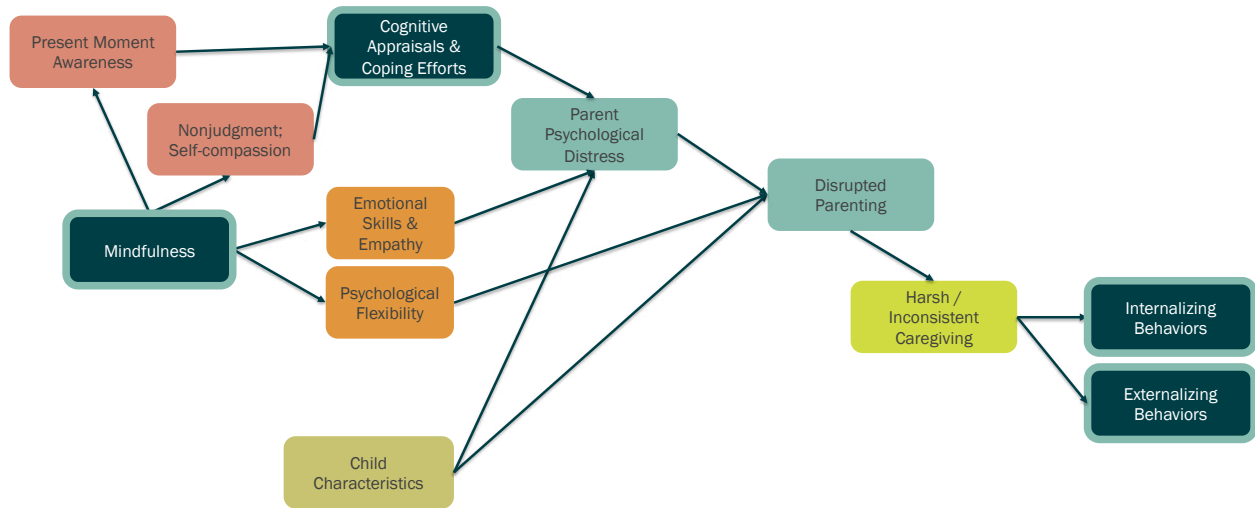 Present Moment
Awareness
Cognitive
Appraisals &
Coping Efforts
Nonjudgment;
Self-compassion
Parent
Psychological
Distress
Mindfulness
Emotional
Skills &
Empathy
Disrupted
Parenting
Psychological
Flexibility
Harsh /
Inconsistent
Caregiving
Internalizing
Behaviors
Externalizing
Behaviors
Child
Characteristics